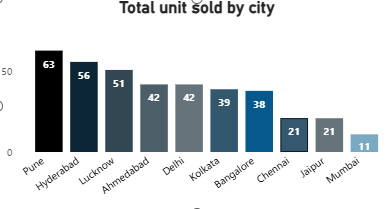 Total unit sold by city
50
0
63
56
51
42
42
39
38
21
21
11
Pune
Hyderabad
Lucknow
Ahmedabad
Delhi
Kolkata
Bangalore
Chennai
Jaipur
Mumbai